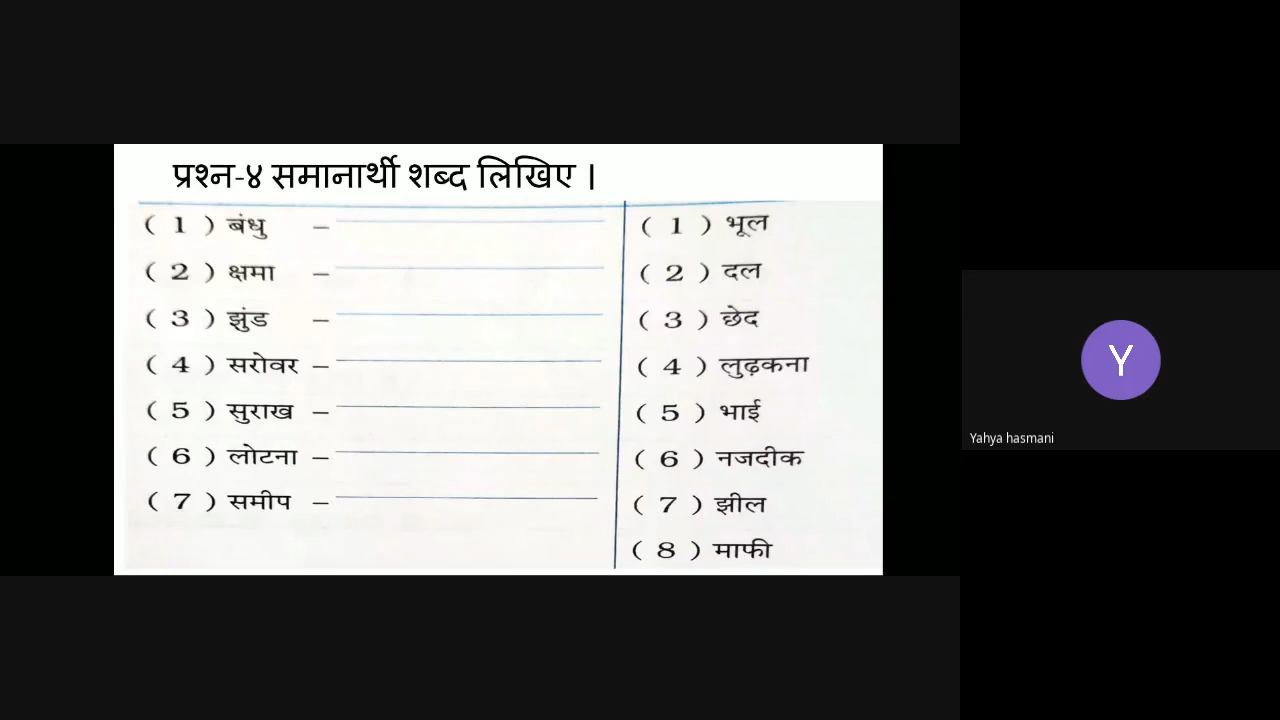 प्रश्न-४ समानार्थी शब्द लिखिए ।
( 1 ) बंधु –
( 2 ) क्षमा –
( 3 ) झुंड –
( 4 ) सरोवर –
( 5 ) सुराख –
( 6 ) लोटना –
( 7 ) समीप –
( 1 ) भूल
( 2 ) दल
( 3 ) छेद
( 4 ) लुढ़कना
( 5 ) भाई
( 6 ) नजदीक
( 7 ) झील
( 8 ) माफी
Y
Yahya hasmani